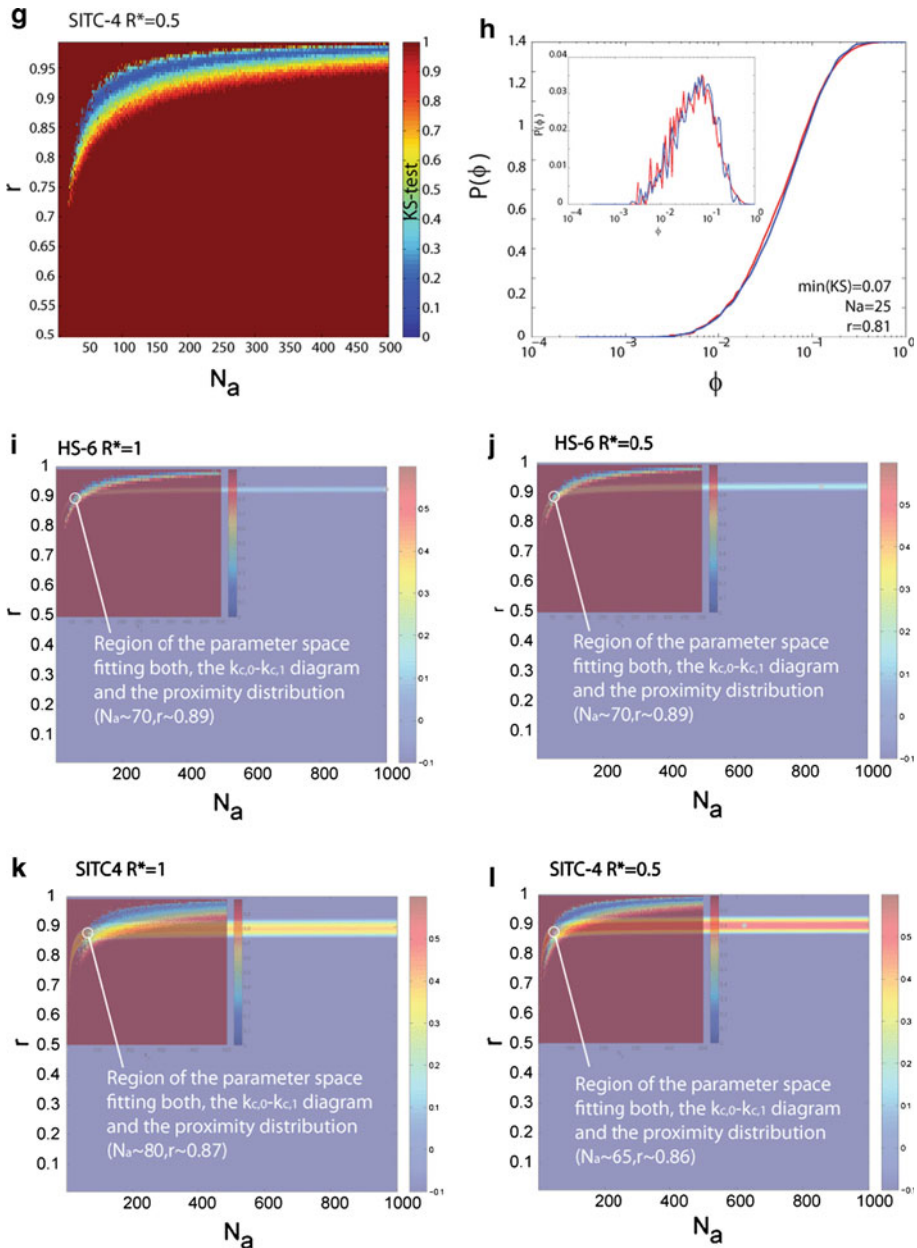 g
SITC-4 R*=0.5
0.95
0.9
0.85
0.8
0.75
0.7
0.65
0.6
0.55
0.5
r
50 100 150 200 250 300 350 400 450 500
Na
1
0.9
0.8
0.7
0.6
0.5
0.4
0.3
0.2
0.1
0
KS-test
h
1.4
1.2
1
0.8
0.6
0.4
0.2
0
P(ϕ)
0.04
0.03
0.02
0.01
0
P(ϕ)
10-4 10-3 10-2 10-1 100
ϕ
min(KS)=0.07
Na=25
r=0.81
10-4 10-3 10-2 10-1 100
ϕ
i
HS-6 R*=1
1
0.9
0.8
0.7
0.6
0.5
0.4
0.3
0.2
0.1
r
Region of the parameter space
fitting both, the kc,0-kc,1 diagram
and the proximity distribution
(Na~70,r~0.89)
200 400 600 800 1000
Na
0.5
0.4
0.3
0.2
0.1
0
-0.1
j
HS-6 R*=0.5
1
0.9
0.8
0.7
0.6
0.5
0.4
0.3
0.2
0.1
r
Region of the parameter space
fitting both, the kc,0-kc,1 diagram
and the proximity distribution
(Na~70,r~0.89)
200 400 600 800 1000
Na
0.5
0.4
0.3
0.2
0.1
0
-0.1
k
SITC4 R*=1
1
0.9
0.8
0.7
0.6
0.5
0.4
0.3
0.2
0.1
r
Region of the parameter space
fitting both, the kc,0-kc,1 diagram
and the proximity distribution
(Na~80,r~0.87)
200 400 600 800 1000
Na
0.5
0.4
0.3
0.2
0.1
0
-0.1
l
SITC-4 R*=0.5
1
0.9
0.8
0.7
0.6
0.5
0.4
0.3
0.2
0.1
r
Region of the parameter space
fitting both, the kc,0-kc,1 diagram
and the proximity distribution
(Na~65,r~0.86)
200 400 600 800 1000
Na
0.5
0.4
0.3
0.2
0.1
0
-0.1